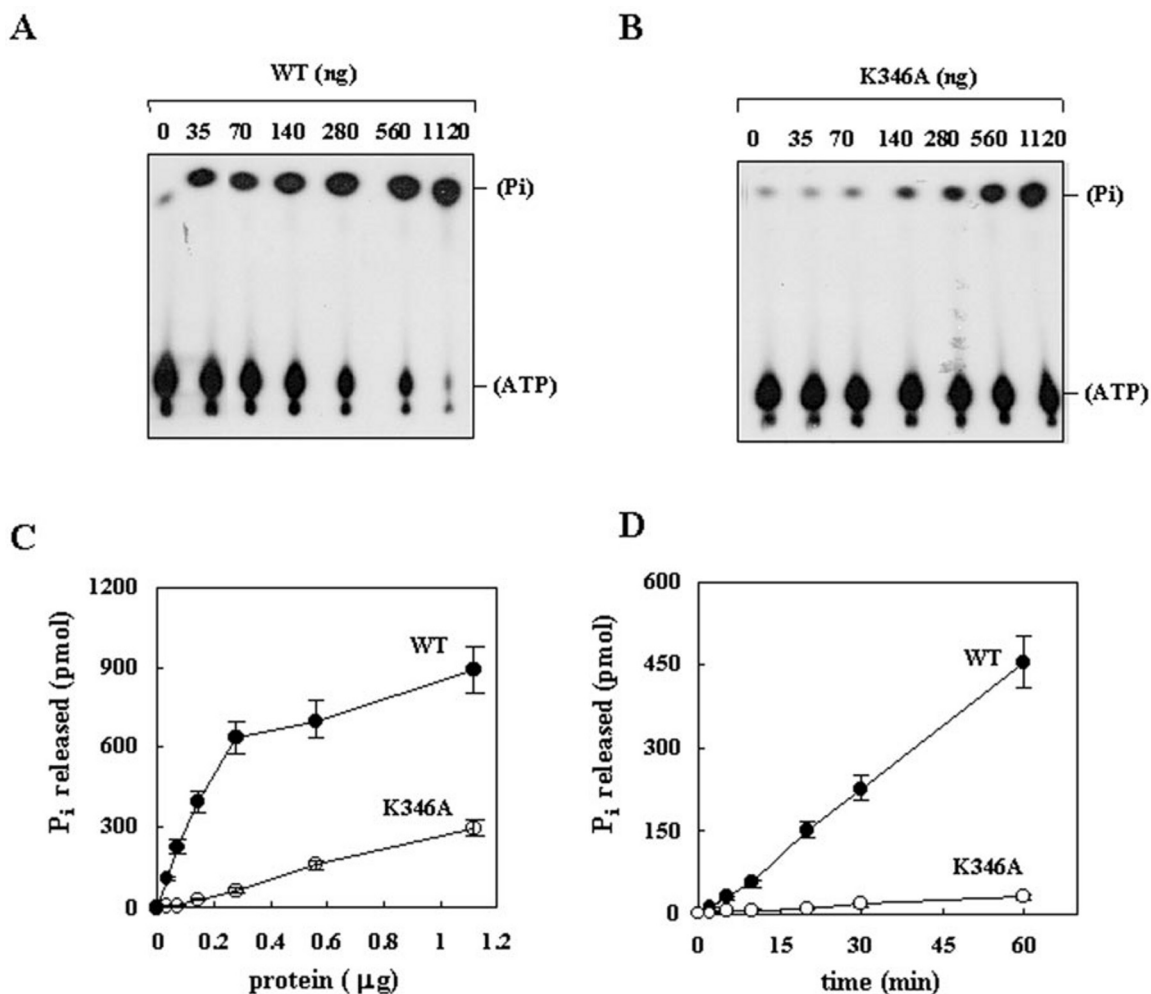 A
B
WT (ng)
0 35 70 140 280 560 1120
(Pi)
(ATP)
K346A (ng)
0 35 70 140 280 560 1120
(Pi)
(ATP)
C
Pi released (pmol)
1200
900
600
300
0
WT
K346A
0 0.2 0.4 0.6 0.8 1 1.2
protein ( μg)
D
Pi released (pmol)
600
450
300
150
0
WT
K346A
0 15 30 45 60
time (min)